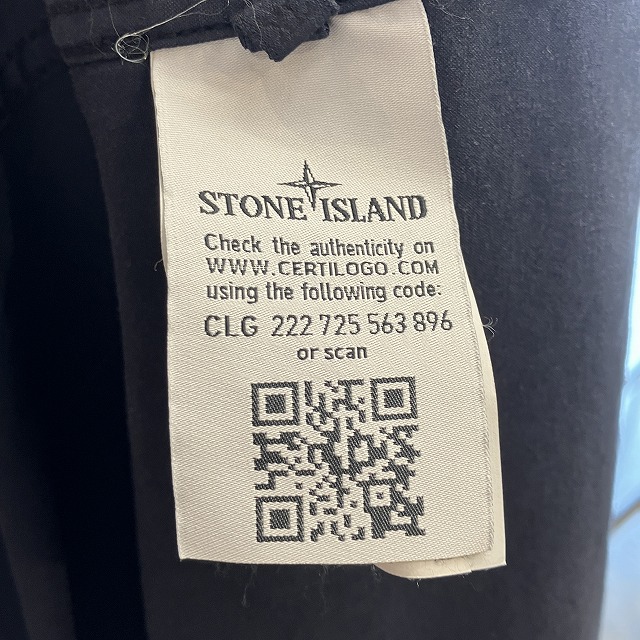 STONE ISLAND
Check the authenticity on
WWW.CERTILOGO.COM
using the following code:
CLG 222 725 563 896
or scan